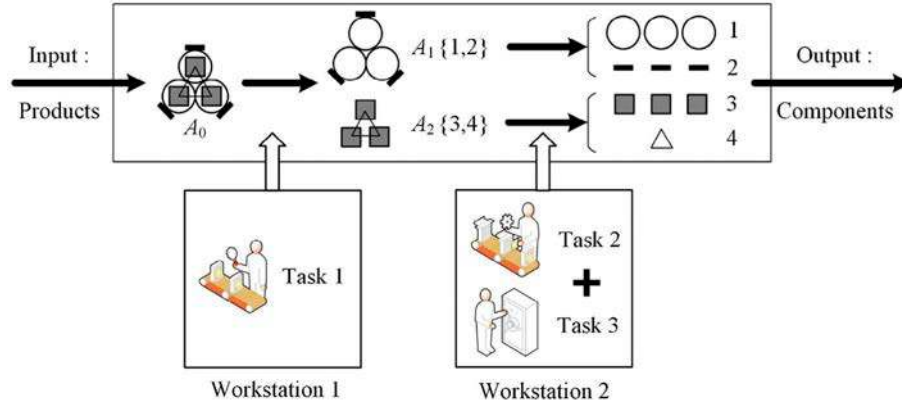 Input :
Products
A₀
A₁ {1,2}
A₂ {3,4}
1
2
3
4
Output :
Components
Task 1
Workstation 1
Task 2
Task 3
Workstation 2